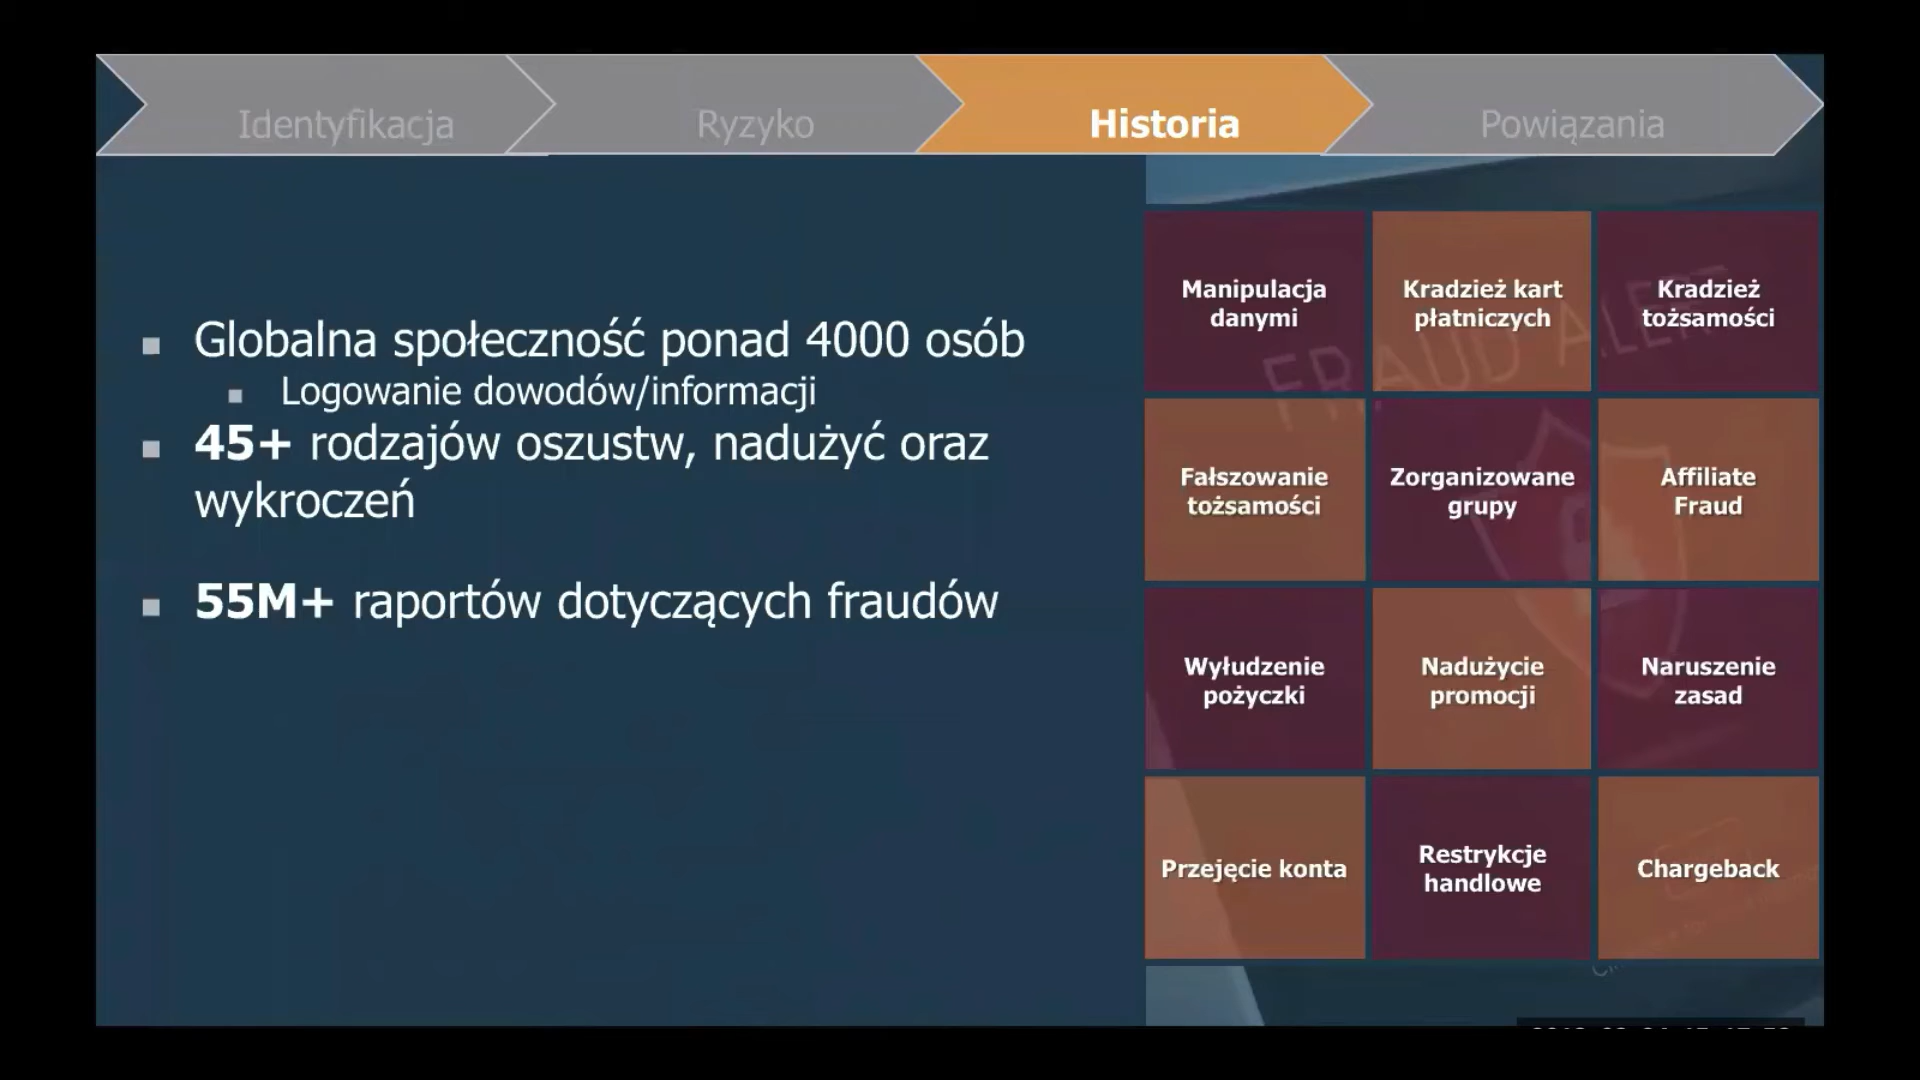 Identyfikacja
Ryzyko
Historia
Powiązania
Globalna społeczność ponad 4000 osób
Logowanie dowodów/informacji
45+ rodzajów oszustw, nadużyć oraz
wykroczeń
55M+ raportów dotyczących fraudów
Manipulacja
danymi
Kradzież kart
płatniczych
Kradzież
tożsamości
FRAUD ALERT
Fałszowanie
tożsamości
Zorganizowane
grupy
Affiliate
Fraud
Wyłudzenie
pożyczki
Nadużycie
promocji
Naruszenie
zasad
Przejęcie konta
Restrykcje
handlowe
Chargeback